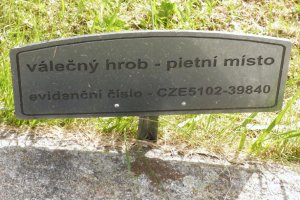 válečný hrob - pietní místo
evidenční číslo - CZE5102-39840